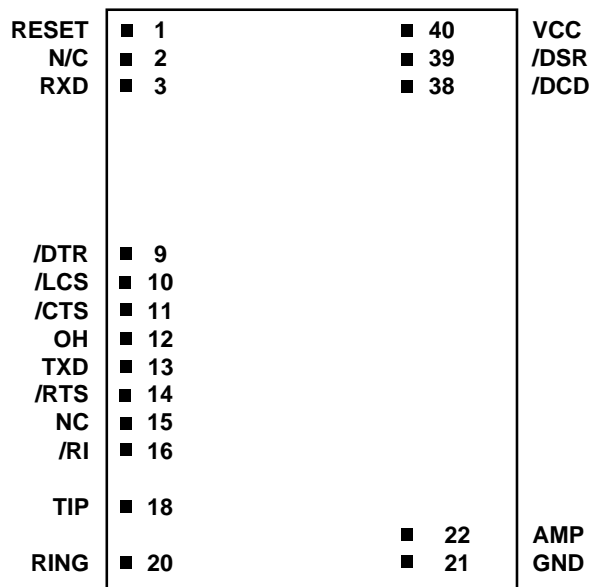 RESET 1 40 VCC
N/C 2 39 /DSR
RXD 3 38 /DCD
/DTR 9
/LCS 10
/CTS 11
OH 12
TXD 13
/RTS 14
NC 15
/RI 16
TIP 18
22 AMP
RING 20 21 GND